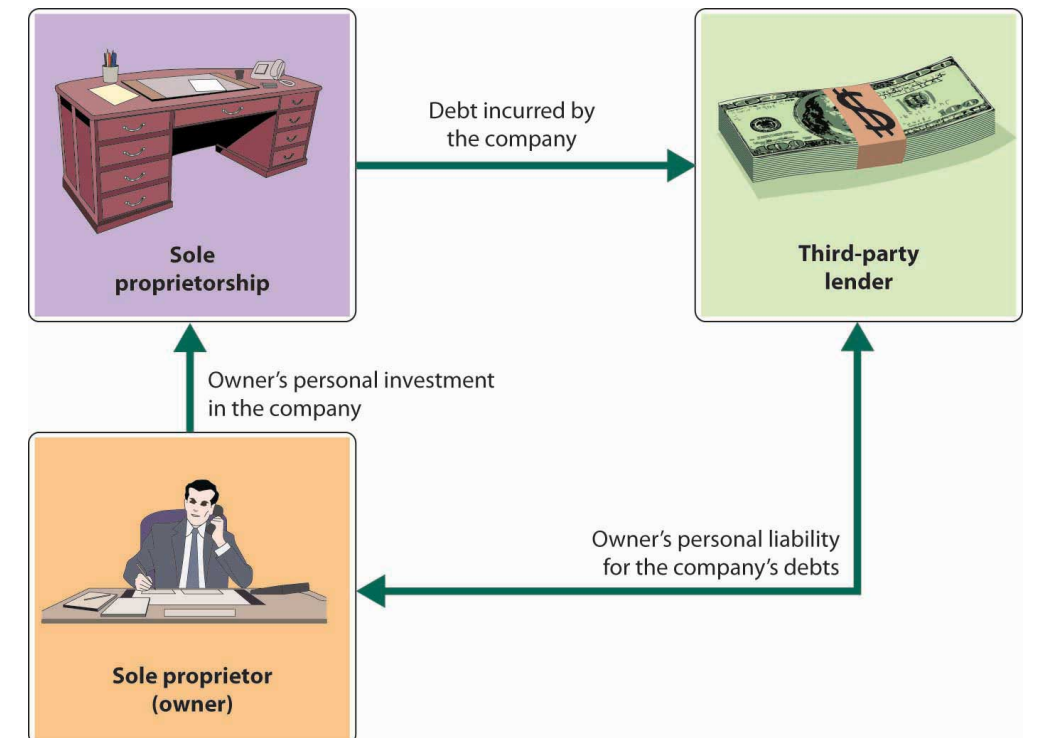 Debt incurred by
the company
Sole
proprietorship
Third-party
lender
$
100
Owner's personal investment
in the company
Owner's personal liability
for the company's debts
Sole proprietor
(owner)